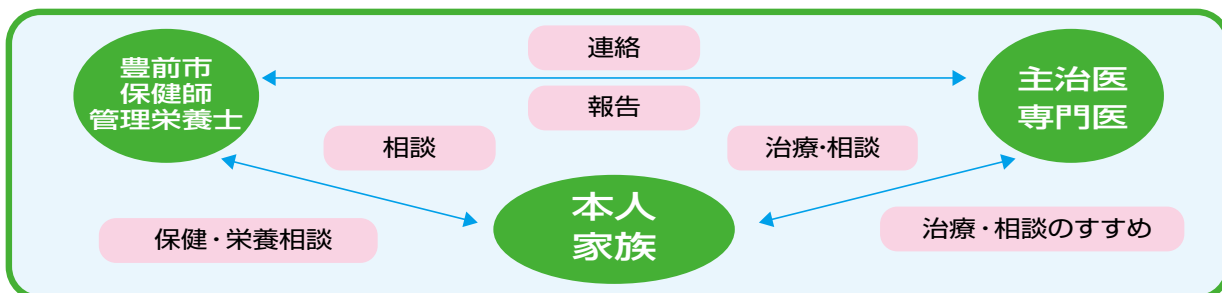 連絡
豊前市
保健師
管理栄養士
主治医
専門医
報告
相談
治療・相談
本人
家族
保健・栄養相談
治療・相談のすすめ